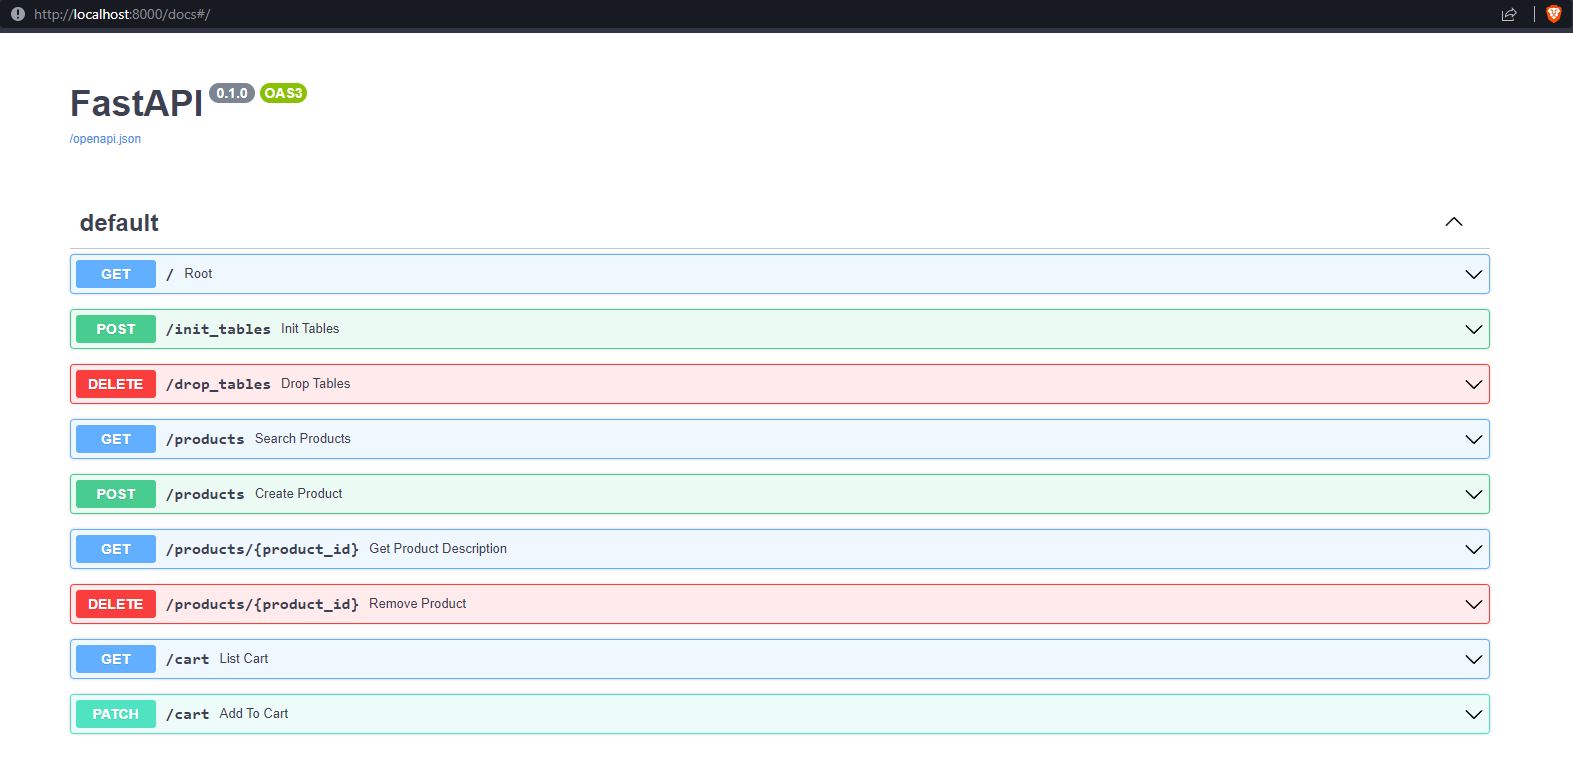 http://localhost:8000/docs#/
FastAPI 0.1.0 OAS3
/openapi.json
default
GET / Root
POST /init_tables Init Tables
DELETE /drop_tables Drop Tables
GET /products Search Products
POST /products Create Product
GET /products/{product_id} Get Product Description
DELETE /products/{product_id} Remove Product
GET /cart List Cart
PATCH /cart Add To Cart